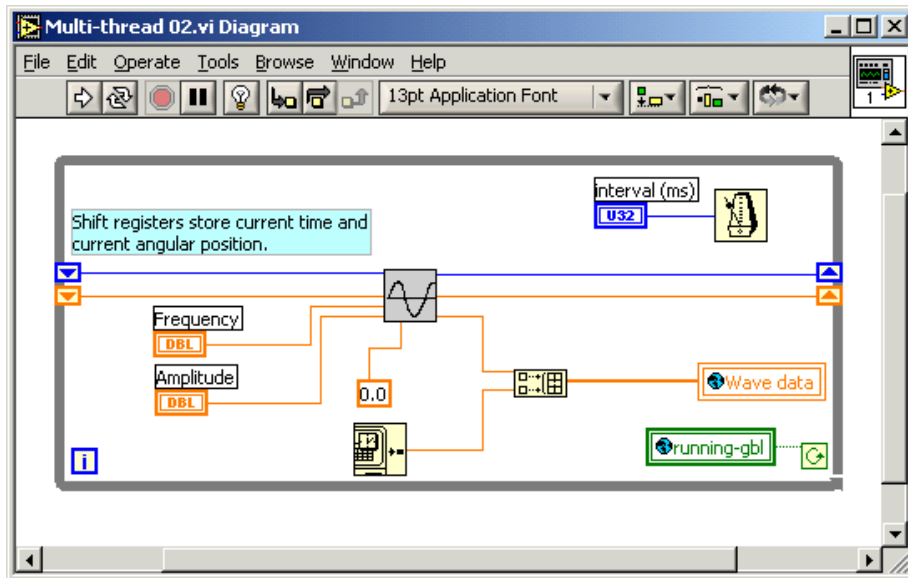 Multi-thread 02.vi Diagram
File Edit Operate Tools Browse Window Help
13pt Application Font
1
interval (ms)
U32
Shift registers store current time and
current angular position.
Frequency
DBL
Amplitude
DBL
0.0
Wave data
running-gbl
i